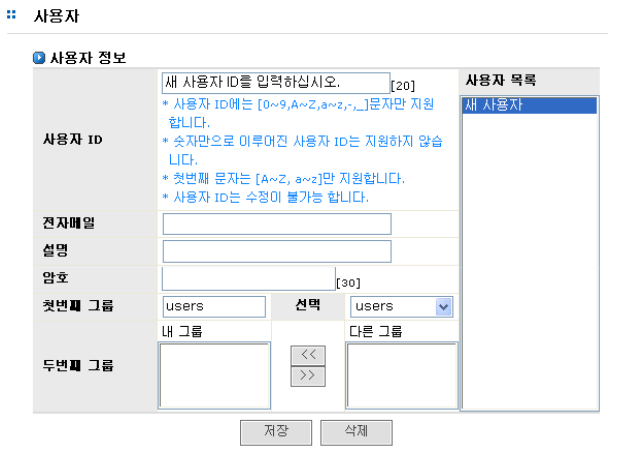 사용자
사용자 정보
새 사용자 ID를 입력하십시오. [20]
사용자 목록
* 사용자 ID에는 [0~9,A~Z,a~z,-,_]문자만 지원
합니다.
* 숫자만으로 이루어진 사용자 ID는 지원하지 않습
니다.
* 첫번째 문자는 [A~Z, a~z]만 지원합니다.
* 사용자 ID는 수정이 불가능 합니다.
사용자 ID
새 사용자
전자메일
설명
암호 [30]
첫번째 그룹 users 선택 users
내 그룹 다른 그룹
두번째 그룹
<<
>>
저장 삭제